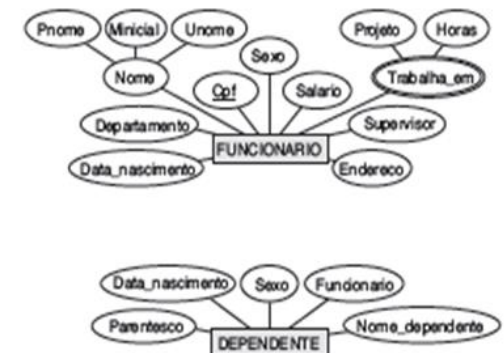 Pnome Minicial Unome Projeto Horas
Nome Sexo Trabalha_em
Cpf Salario
Departamento Supervisor
FUNCIONARIO
Data_nascimento Endereco
Data_nascimento Sexo Funcionario
Parentesco Nome_dependente
DEPENDENTE